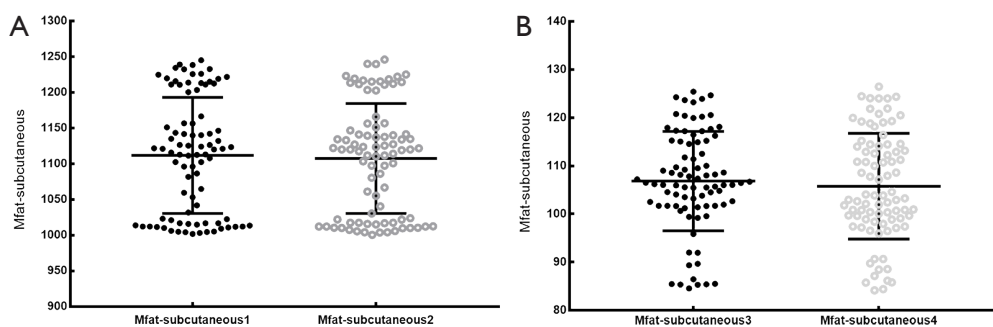 A
B
Mfat-subcutaneous
1300
1250
1200
1150
1100
1050
1000
950
900
Mfat-subcutaneous1
Mfat-subcutaneous2
Mfat-subcutaneous
140
130
120
110
100
90
80
Mfat-subcutaneous3
Mfat-subcutaneous4